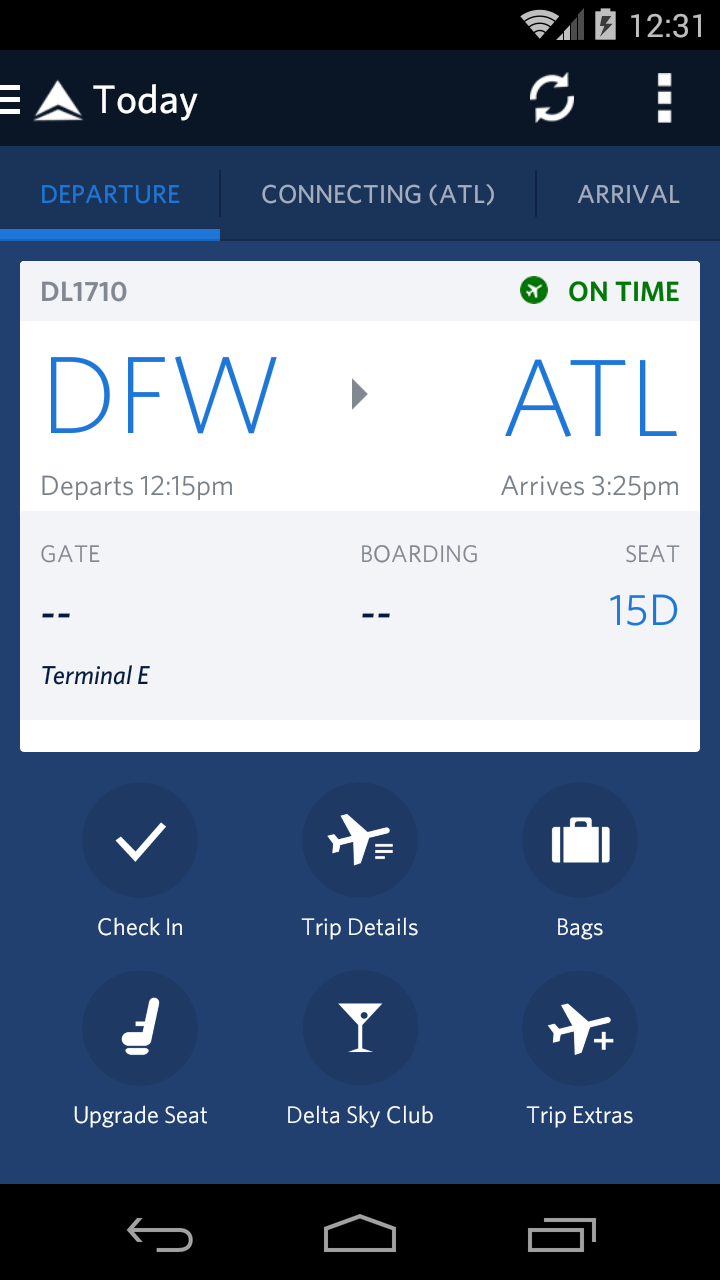 12:31
Today
DEPARTURE CONNECTING (ATL) ARRIVAL
DL1710 ON TIME
DFW ATL
Departs 12:15pm Arrives 3:25pm
GATE BOARDING SEAT
-- -- 15D
Terminal E
Check In Trip Details Bags
Upgrade Seat Delta Sky Club Trip Extras